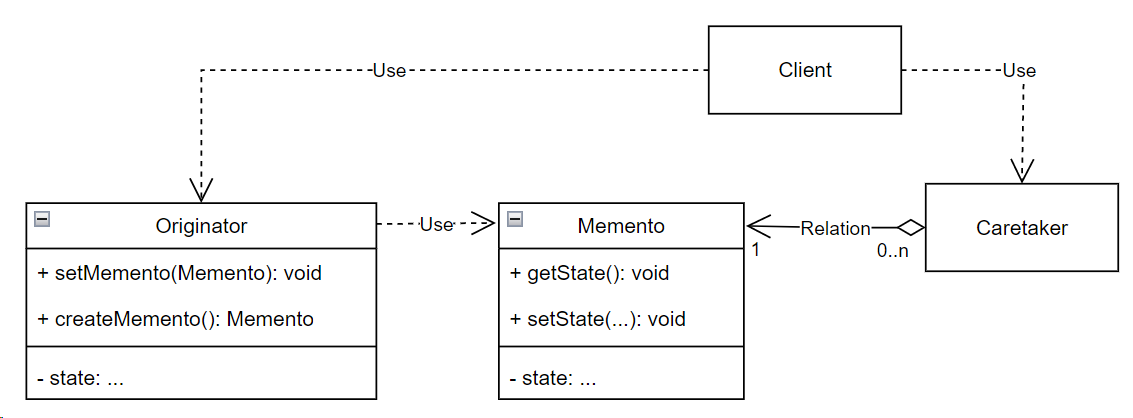 Client
Use
Use
Originator
Use
Memento
Relation
Caretaker
1
0..n
+ setMemento(Memento): void
+ createMemento(): Memento
- state: ...
+ getState(): void
+ setState(...): void
- state: ...